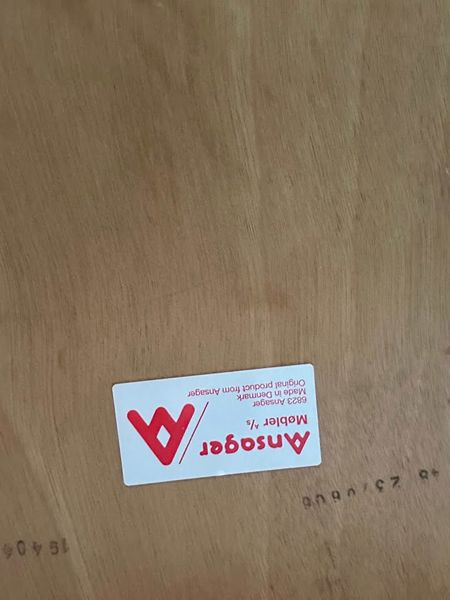 Ansager
Møbler A/S
6823 Ansager
Made in Denmark
Original product from Ansager